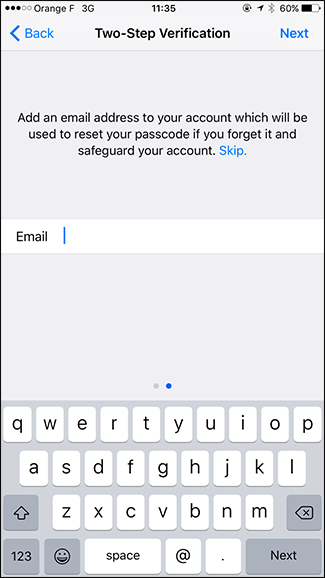 Orange F 3G 11:35 60%
Back Two-Step Verification Next
Add an email address to your account which will be
used to reset your passcode if you forget it and
safeguard your account. Skip.
Email
q w e r t y u i o p
a s d f g h j k l
z x c v b n m
123 space @ . Next